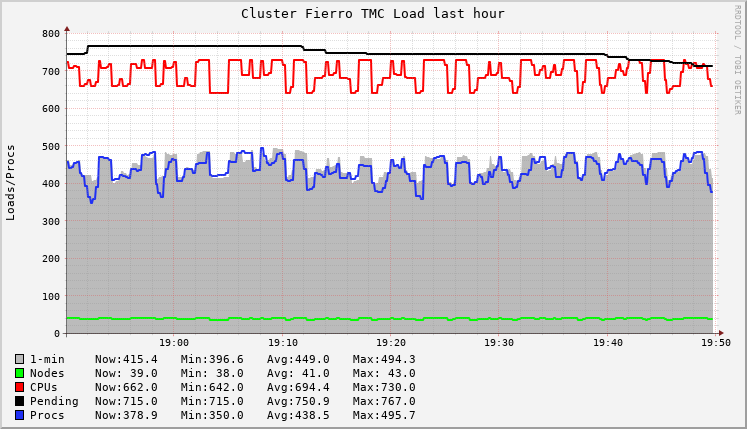 Cluster Fierro TMC Load last hour
RRDTOOL / TOBI OETIKER
Loads/Procs
800
700
600
500
400
300
200
100
0
19:00 19:10 19:20 19:30 19:40 19:50
1-min Now:415.4 Min:396.6 Avg:449.0 Max:494.3
Nodes Now: 39.0 Min: 38.0 Avg: 41.0 Max: 43.0
CPUs Now:662.0 Min:642.0 Avg:694.4 Max:730.0
Pending Now:715.0 Min:715.0 Avg:750.9 Max:767.0
Procs Now:378.9 Min:350.0 Avg:438.5 Max:495.7